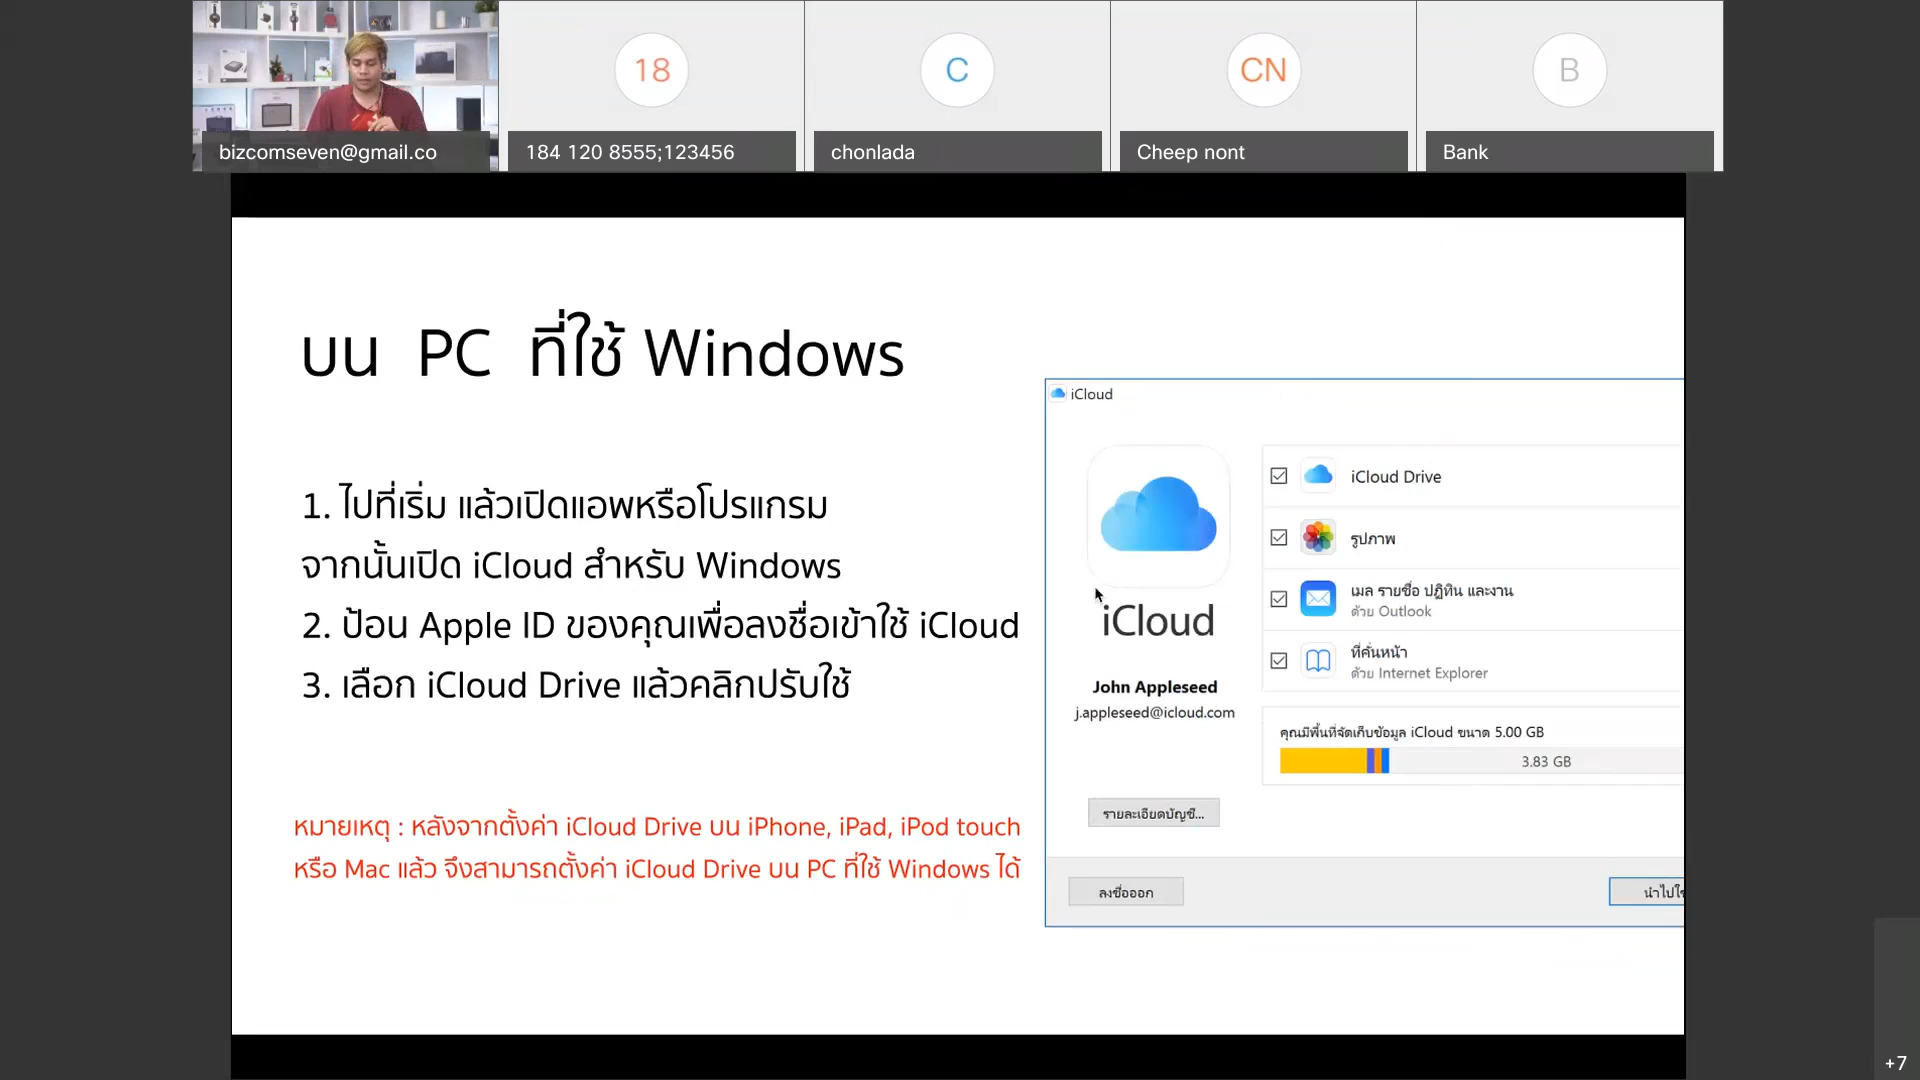 18
C
CN
B
bizcomseven@gmail.co
184 120 8555;123456
chonlada
Cheep nont
Bank
บน PC ที่ใช้ Windows
1. ไปที่เริ่ม แล้วเปิดแอพหรือโปรแกรม
จากนั้นเปิด iCloud สำหรับ Windows
2. ป้อน Apple ID ของคุณเพื่อลงชื่อเข้าใช้ iCloud
3. เลือก iCloud Drive แล้วคลิกปรับใช้
หมายเหตุ : หลังจากตั้งค่า iCloud Drive บน iPhone, iPad, iPod touch
หรือ Mac แล้ว จึงสามารถตั้งค่า iCloud Drive บน PC ที่ใช้ Windows ได้
iCloud
iCloud
John Appleseed
j.appleseed@icloud.com
รายละเอียดบัญชี...
ลงชื่อออก
iCloud Drive
รูปภาพ
เมล รายชื่อ ปฏิทิน และงาน
ด้วย Outlook
ที่คั่นหน้า
ด้วย Internet Explorer
คุณมีพื้นที่จัดเก็บข้อมูล iCloud ขนาด 5.00 GB
3.83 GB
นำไปใ
+7